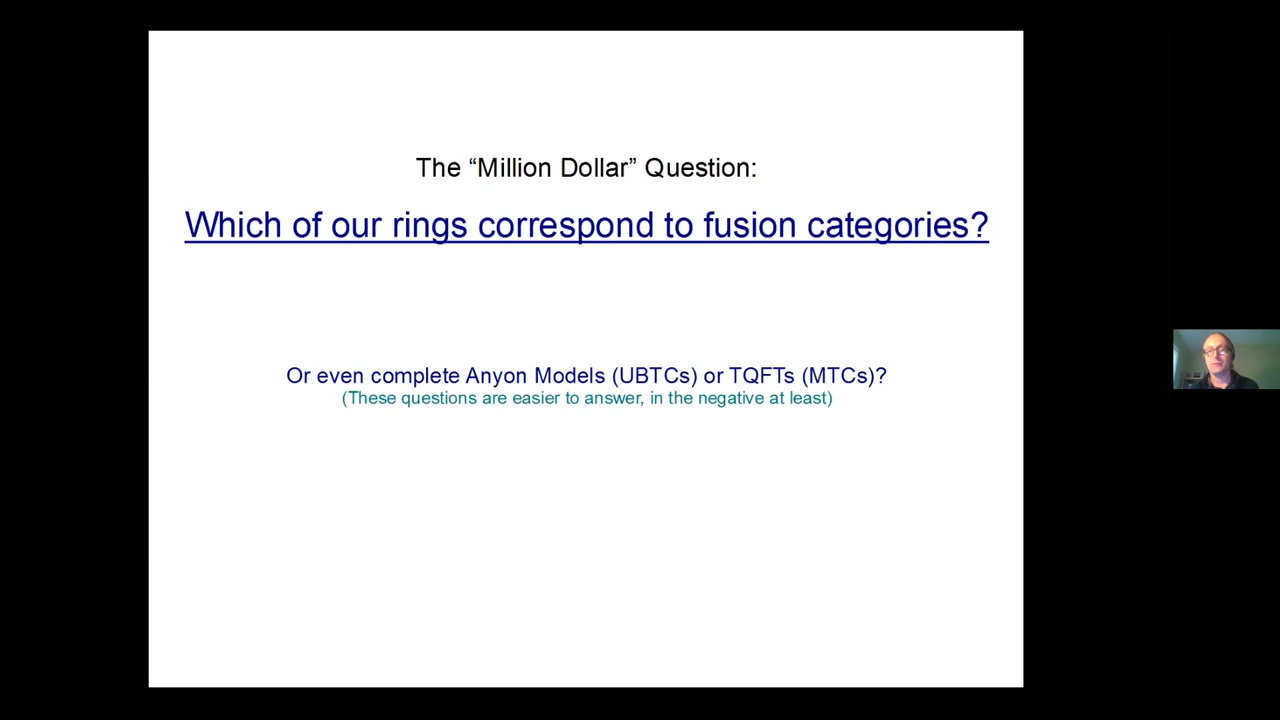 The “Million Dollar” Question:
Which of our rings correspond to fusion categories?
Or even complete Anyon Models (UBTCs) or TQFTs (MTCs)?
(These questions are easier to answer, in the negative at least)